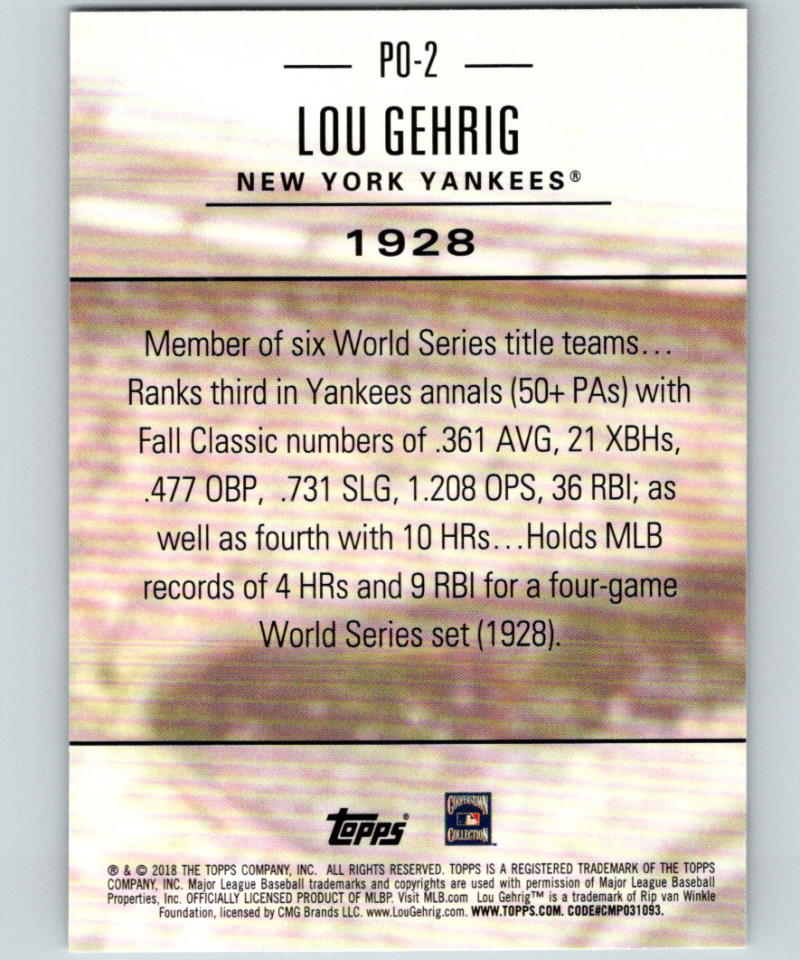 PO-2
LOU GEHRIG
NEW YORK YANKEES®
1928
Member of six World Series title teams...
Ranks third in Yankees annals (50+ PAs) with
Fall Classic numbers of .361 AVG, 21 XBHs,
.477 OBP, .731 SLG, 1.208 OPS, 36 RBI; as
well as fourth with 10 HRs...Holds MLB
records of 4 HRs and 9 RBI for a four-game
World Series set (1928).
topps®
COOPERSTOWN
COLLECTION
® & © 2018 THE TOPPS COMPANY, INC. ALL RIGHTS RESERVED. TOPPS IS A REGISTERED TRADEMARK OF THE TOPPS
COMPANY, INC. Major League Baseball trademarks and copyrights are used with permission of Major League Baseball
Properties, Inc. OFFICIALLY LICENSED PRODUCT OF MLBP. Visit MLB.com Lou Gehrig™ is a trademark of Rip van Winkle
Foundation, licensed by CMG Brands LLC. www.LouGehrig.com. WWW.TOPPS.COM. CODE#CMP031093.